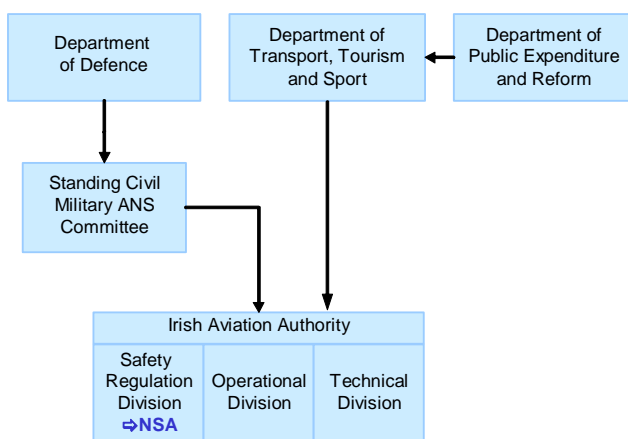 Department
of Defence
Department of
Transport, Tourism
and Sport
Department of
Public Expenditure
and Reform
Standing Civil
Military ANS
Committee
Irish Aviation Authority
Safety
Regulation
Division
⇨NSA
Operational
Division
Technical
Division